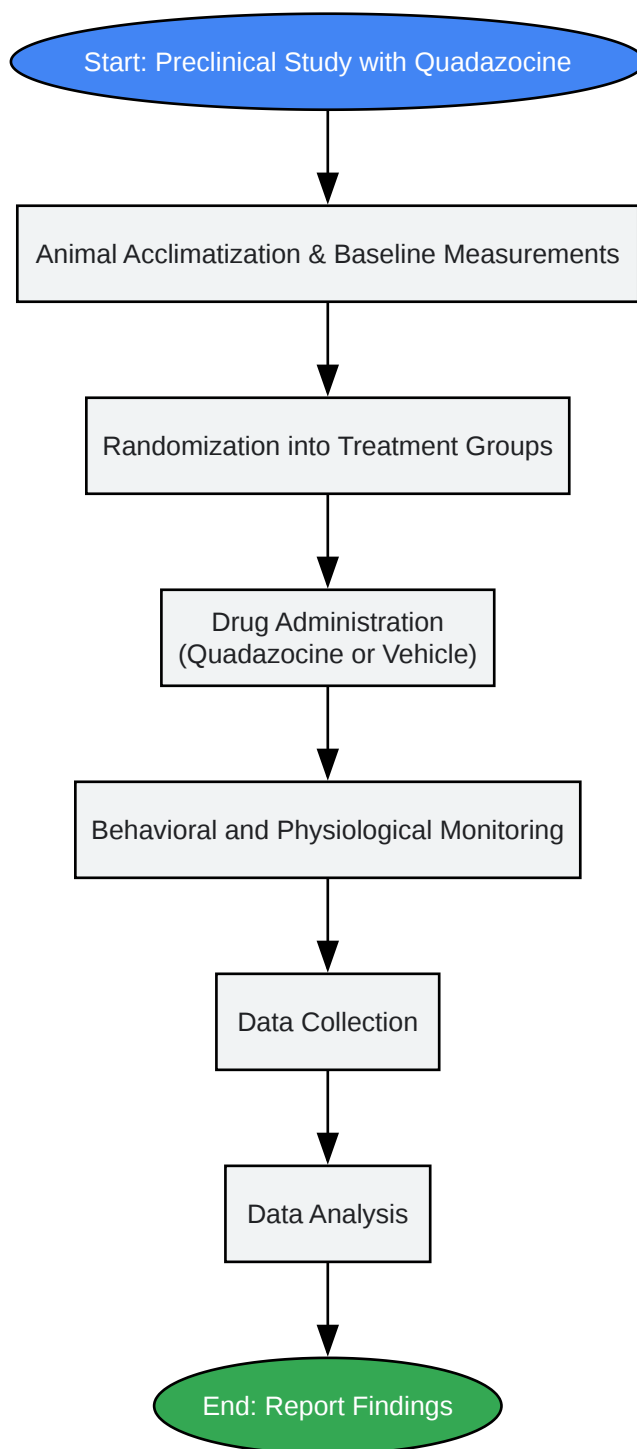 Start: Preclinical Study with Quadazocine
Animal Acclimatization & Baseline Measurements
Randomization into Treatment Groups
Drug Administration
(Quadazocine or Vehicle)
Behavioral and Physiological Monitoring
Data Collection
Data Analysis
End: Report Findings